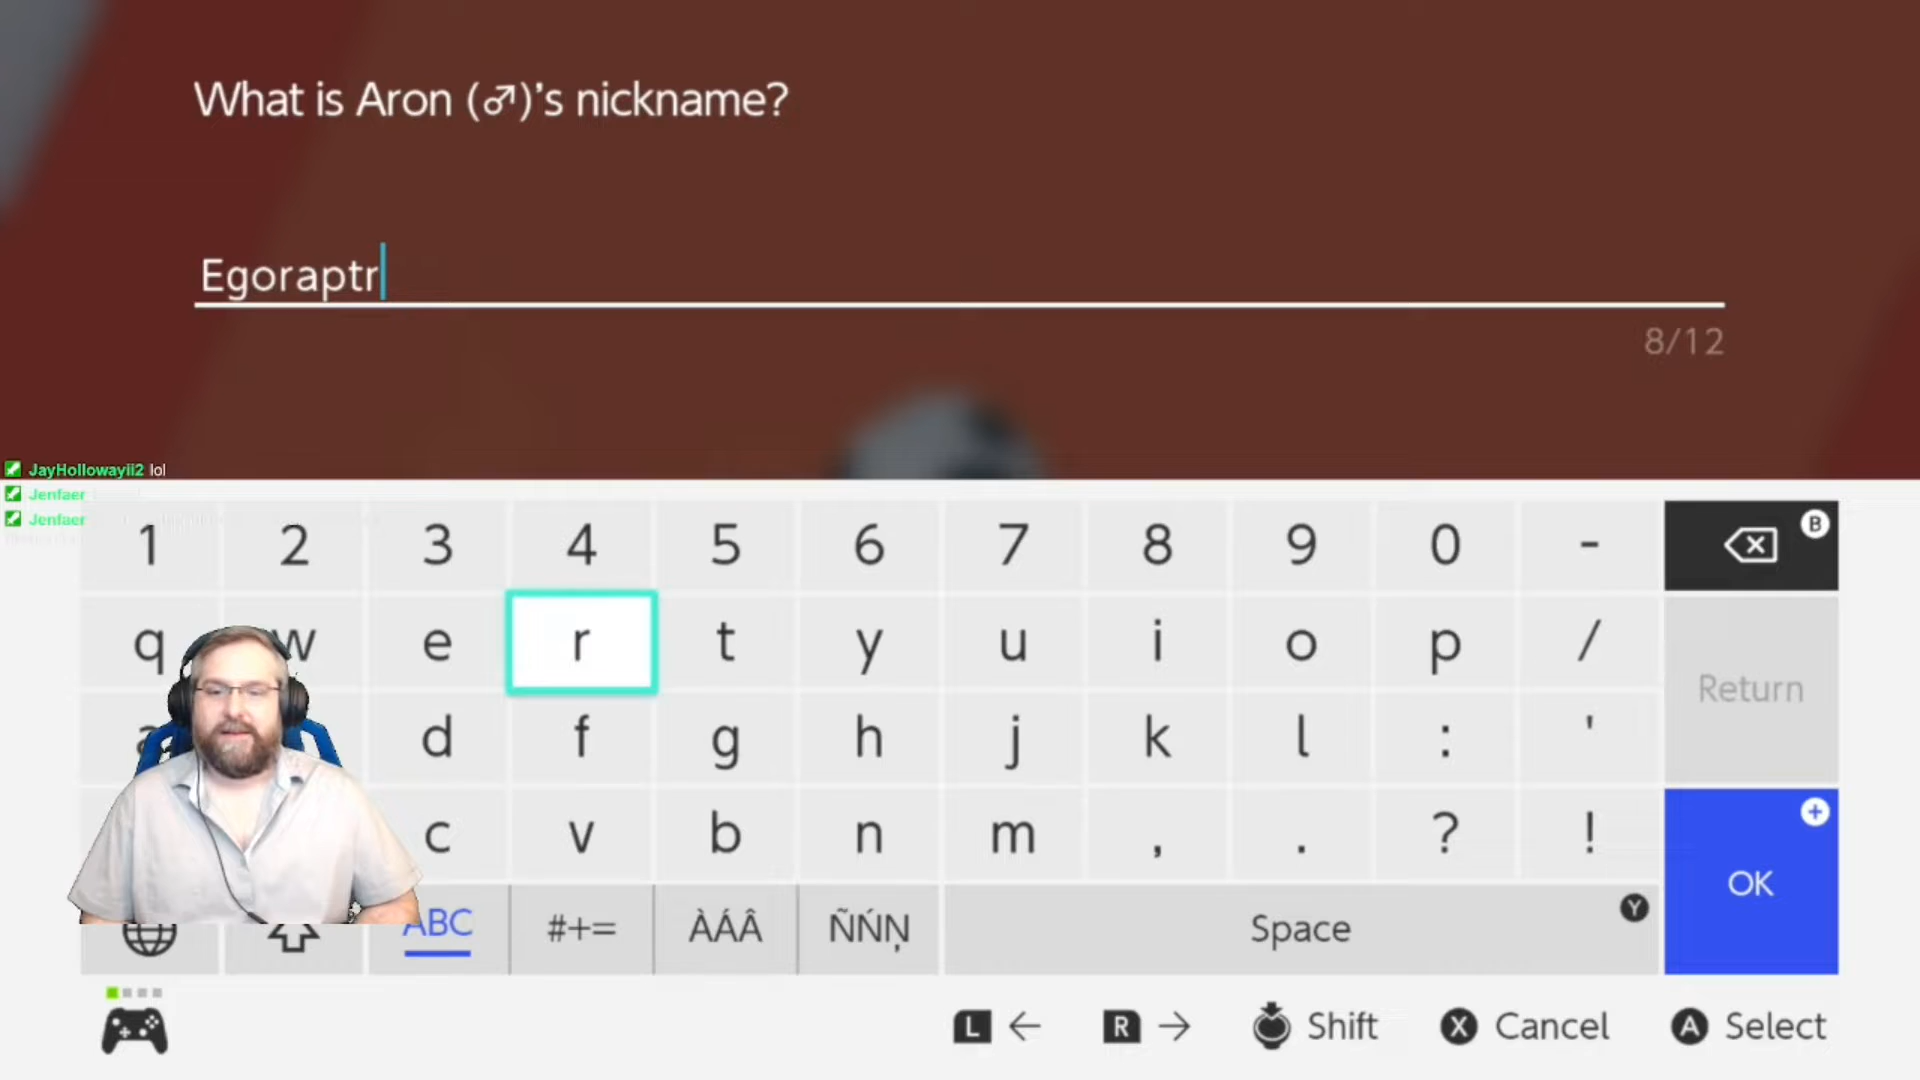 What is Aron (♂)'s nickname?
Egoraptr
8/12
JayHollowayii2 lol
Jenfaer
Jenfaer
1 2 3 4 5 6 7 8 9 0 - B
q w e r t y u i o p /
Return
a d f g h j k l : '
c v b n m , . ? ! +
OK
ABC #+= ÀÁÂ ÑŃŅ Space Y
L ← R → Shift X Cancel A Select